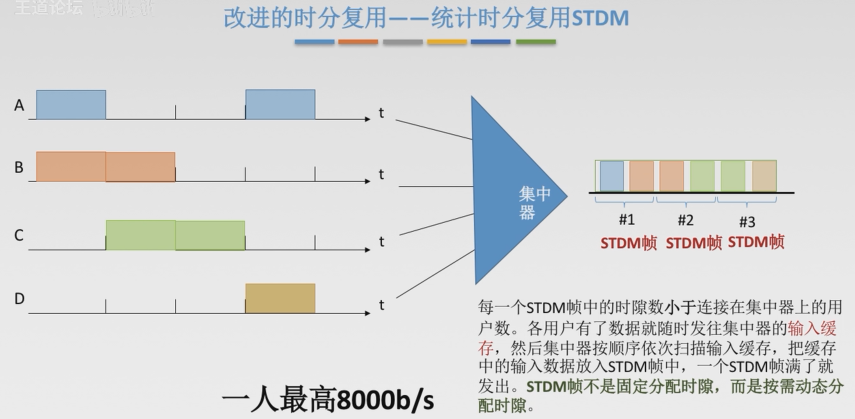 王道论坛
改进的时分复用——统计时分复用STDM
A
t
B
t
C
t
D
t
集中
器
#1
#2
#3
STDM帧
STDM帧
STDM帧
每一个STDM帧中的时隙数小于连接在集中器上的用
户数。各用户有了数据就随时发往集中器的输入缓
存，然后集中器按顺序依次扫描输入缓存，把缓存
中的输入数据放入STDM帧中，一个STDM帧满了就
发出。STDM帧不是固定分配时隙，而是按需动态分
配时隙。
一人最高8000b/s